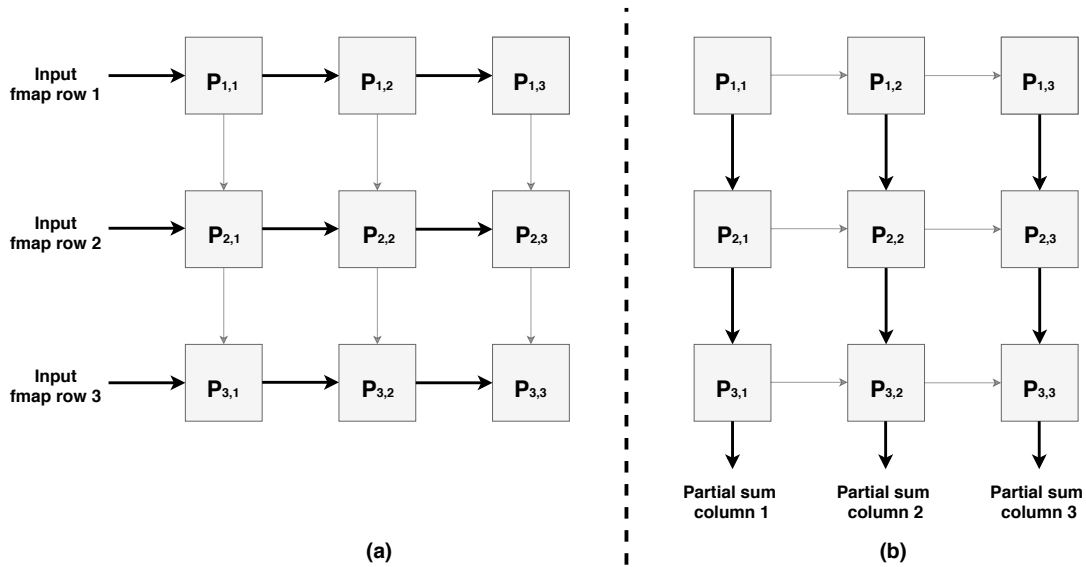 Input
fmap row 1
P1,1
P1,2
P1,3
Input
fmap row 2
P2,1
P2,2
P2,3
Input
fmap row 3
P3,1
P3,2
P3,3
(a)
P1,1
P1,2
P1,3
P2,1
P2,2
P2,3
P3,1
P3,2
P3,3
Partial sum
column 1
Partial sum
column 2
Partial sum
column 3
(b)